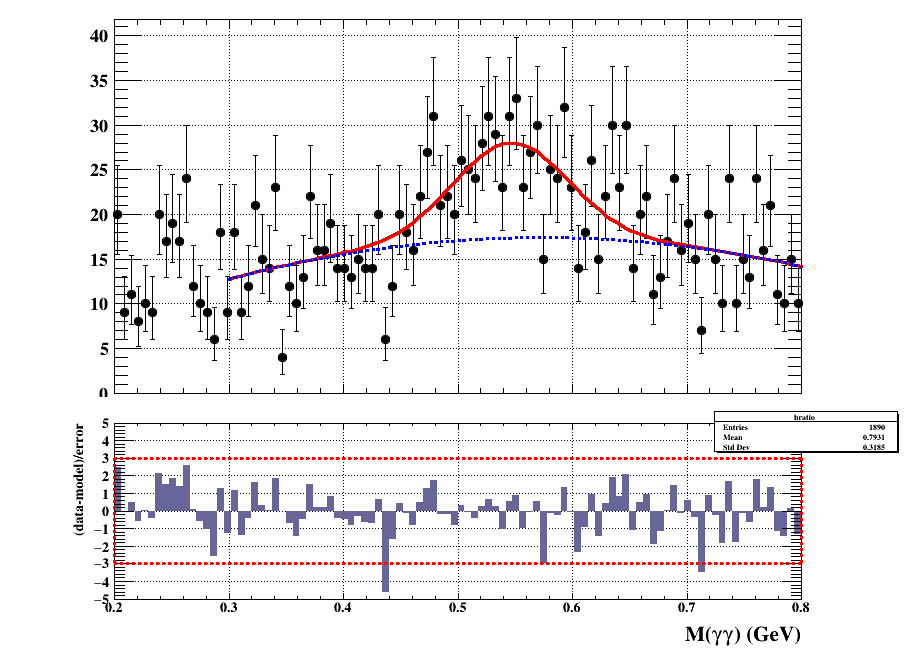 40
35
30
25
20
15
10
5
0
hratio
Entries 1890
Mean 0.7931
Std Dev 0.3185
(data-model)/error
5
4
3
2
1
0
−1
−2
−3
−4
−5
0.2 0.3 0.4 0.5 0.6 0.7 0.8
M(γγ) (GeV)